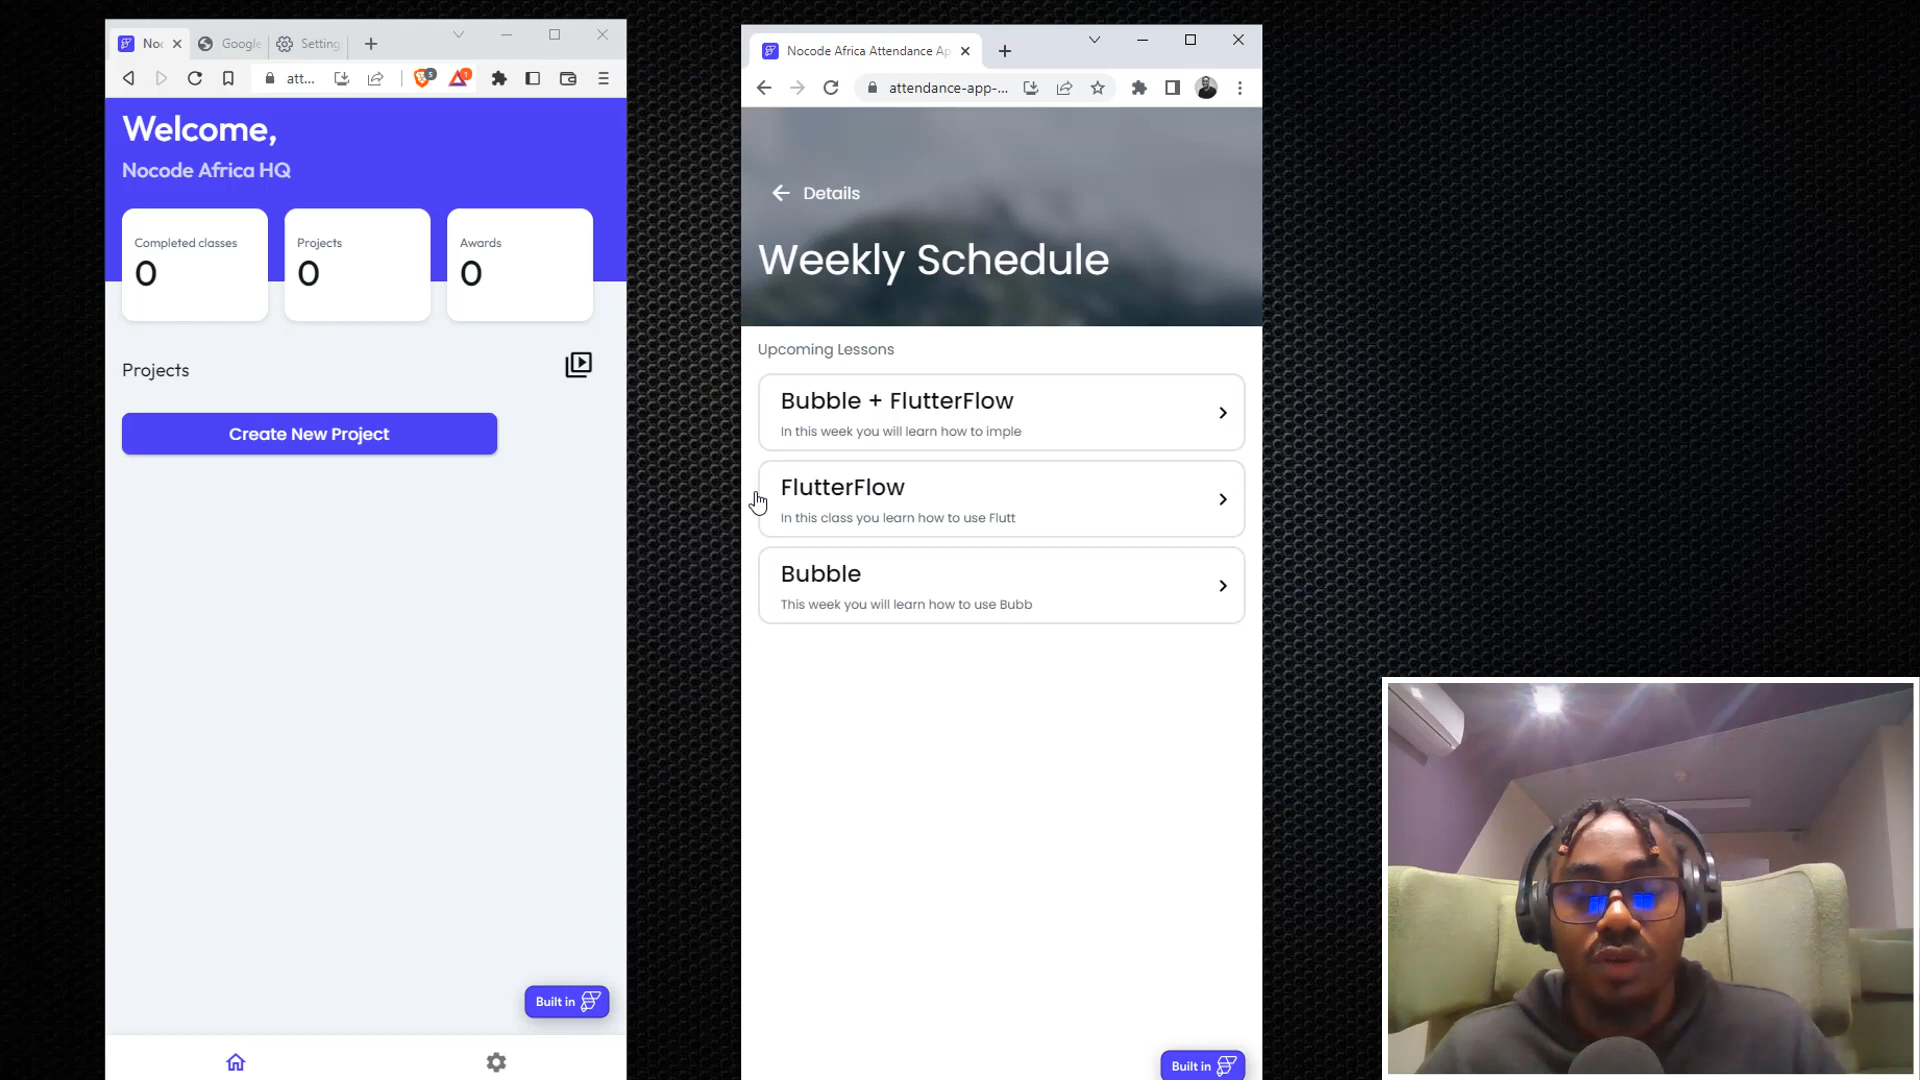 Noc
Google
Setting
att...
5
1
Welcome,
Nocode Africa HQ
Completed classes
0
Projects
0
Awards
0
Projects
Create New Project
Built in
Nocode Africa Attendance Ap
attendance-app-...
Details
Weekly Schedule
Upcoming Lessons
Bubble + FlutterFlow
In this week you will learn how to imple
FlutterFlow
In this class you learn how to use Flutt
Bubble
This week you will learn how to use Bubb
Built in